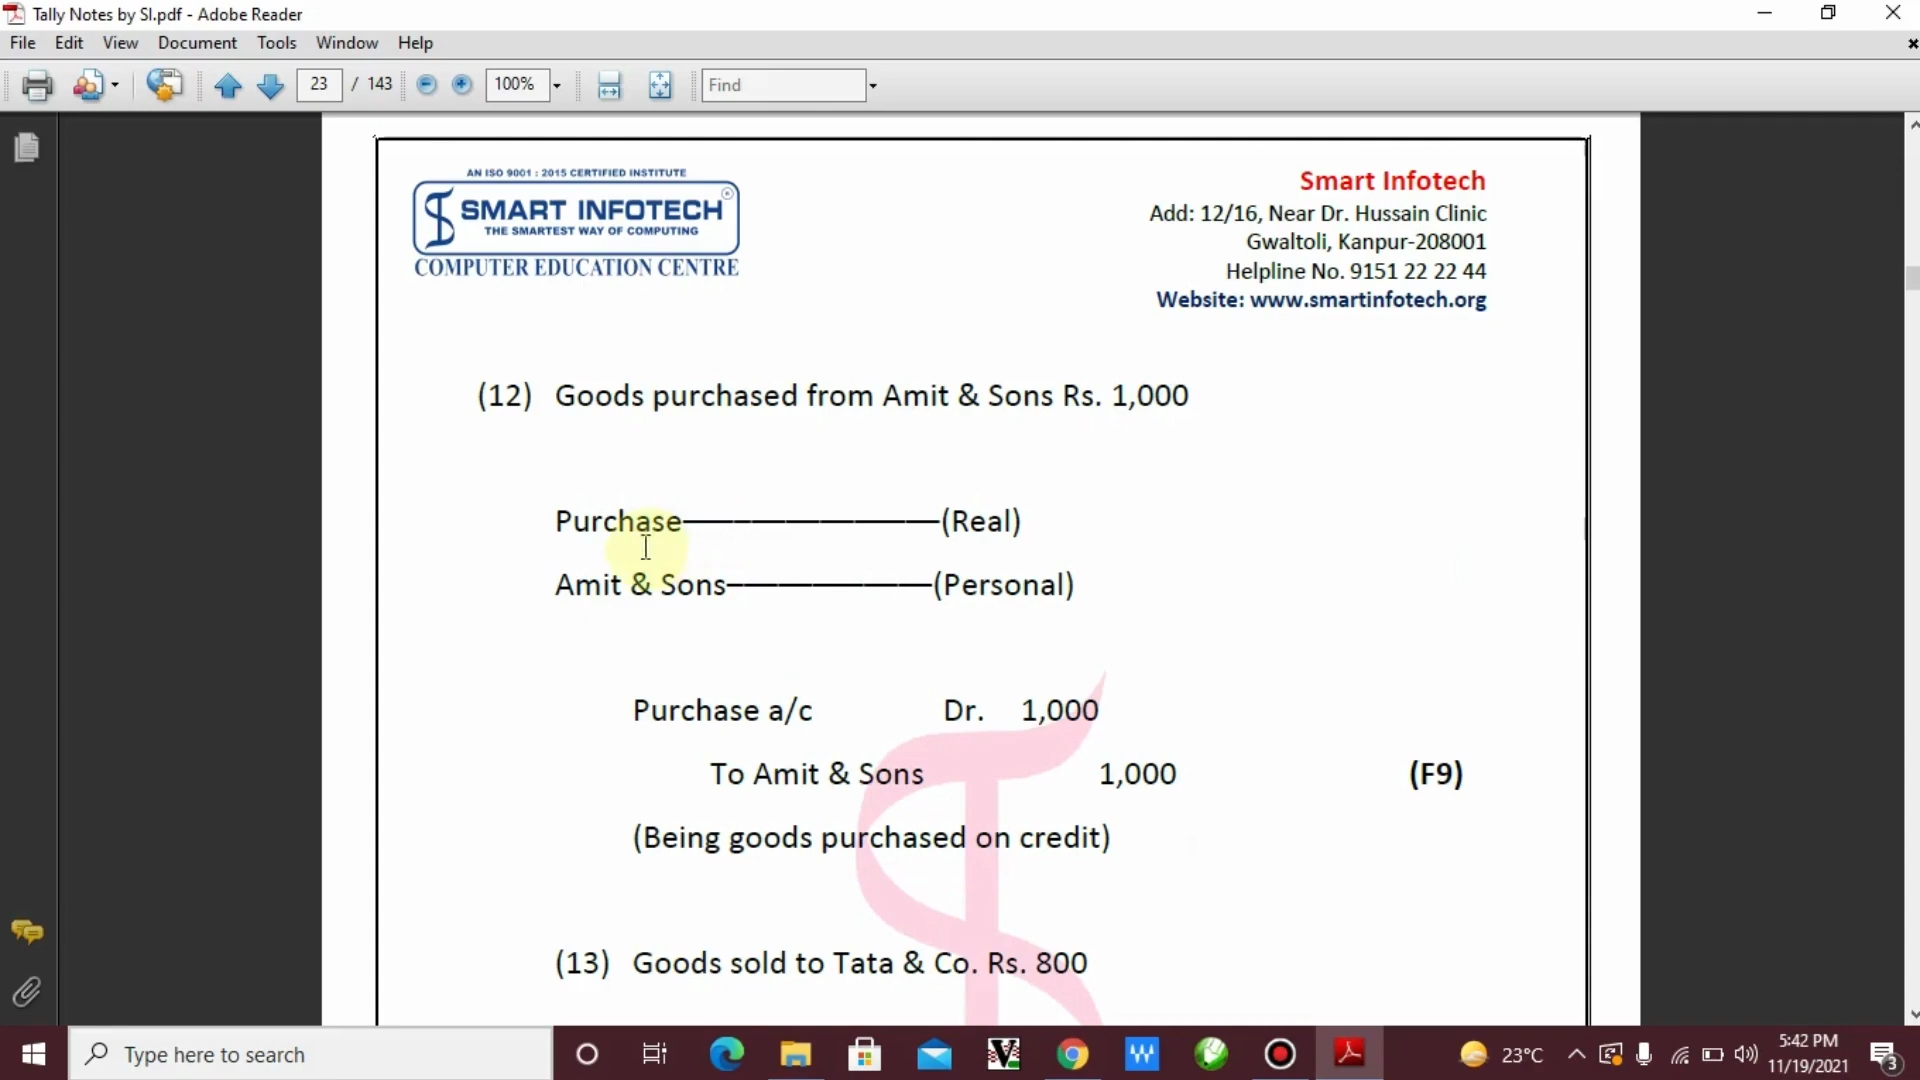 Tally Notes by SI.pdf - Adobe Reader
File Edit View Document Tools Window Help
23 / 143 100% Find
AN ISO 9001 : 2015 CERTIFIED INSTITUTE
SMART INFOTECH
THE SMARTEST WAY OF COMPUTING
COMPUTER EDUCATION CENTRE
Smart Infotech
Add: 12/16, Near Dr. Hussain Clinic
Gwaltoli, Kanpur-208001
Helpline No. 9151 22 22 44
Website: www.smartinfotech.org
(12) Goods purchased from Amit & Sons Rs. 1,000
Purchase————————(Real)
Amit & Sons——————(Personal)
Purchase a/c Dr. 1,000
To Amit & Sons 1,000 (F9)
(Being goods purchased on credit)
(13) Goods sold to Tata & Co. Rs. 800
Type here to search
23°C
5:42 PM
11/19/2021
3